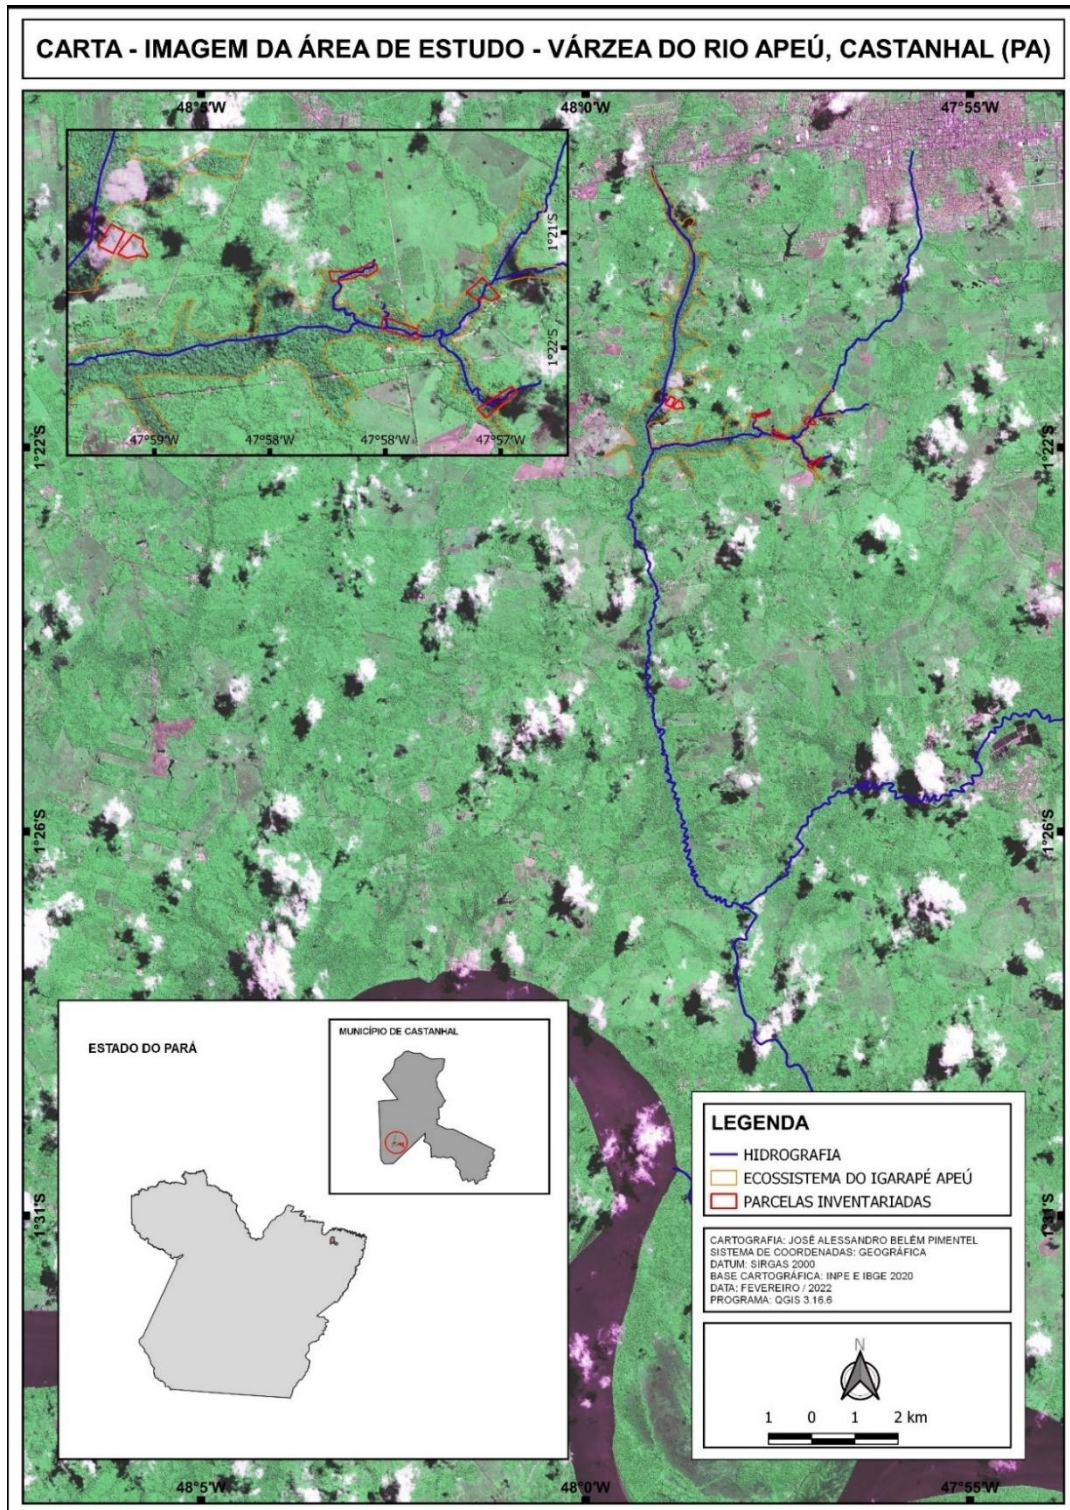 CARTA - IMAGEM DA ÁREA DE ESTUDO - VÁRZEA DO RIO APEÚ, CASTANHAL (PA)
48°5'W
48°0'W
47°55'W
1°21'S
1°22'S
47°59'W
47°58'W
47°58'W
47°57'W
1°22'S
1°22'S
1°26'S
1°26'S
ESTADO DO PARÁ
MUNICÍPIO DE CASTANHAL
LEGENDA
HIDROGRAFIA
ECOSSISTEMA DO IGARAPÉ APEÚ
PARCELAS INVENTARIADAS
1°31'S
1°31'S
CARTOGRAFIA: JOSÉ ALESSANDRO BELÉM PIMENTEL
SISTEMA DE COORDENADAS: GEOGRÁFICA
DATUM: SIRGAS 2000
BASE CARTOGRÁFICA: INPE E IBGE 2020
DATA: FEVEREIRO / 2022
PROGRAMA: QGIS 3.16.6
N
1 0 1 2 km
48°5'W
48°0'W
47°55'W